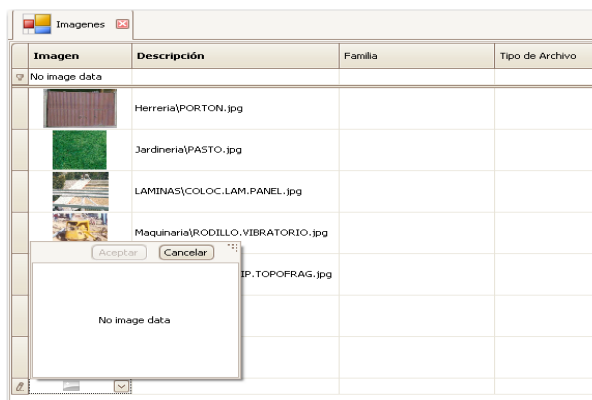 Imagenes
Imagen Descripción Familia Tipo de Archivo
No image data
Herreria\PORTON.jpg
Jardineria\PASTO.jpg
LAMINAS\COLOC.LAM.PANEL.jpg
Maquinaria\RODILLO.VIBRATORIO.jpg
Aceptar Cancelar
IP.TOPOFRAG.jpg
No image data